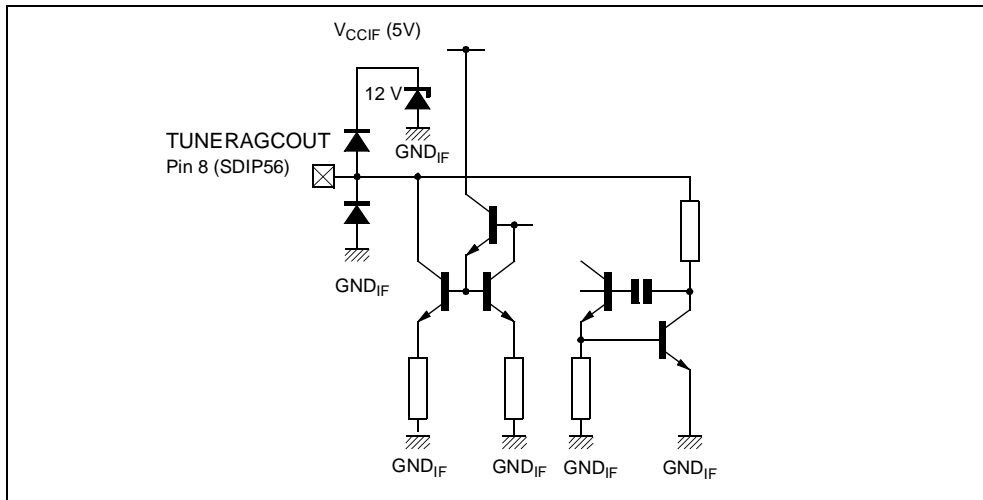 V_CCIF (5V)
12 V
GND_IF
TUNERAGCOUT
Pin 8 (SDIP56)
GND_IF
GND_IF
GND_IF
GND_IF
GND_IF